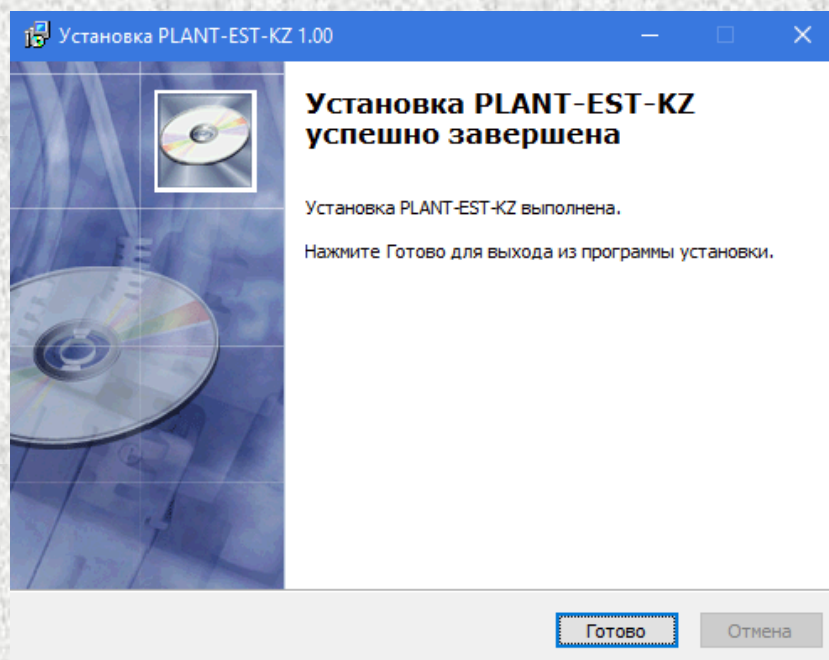 Установка PLANT-EST-KZ 1.00
Установка PLANT-EST-KZ
успешно завершена
Установка PLANT-EST-KZ выполнена.
Нажмите Готово для выхода из программы установки.
Готово
Отмена